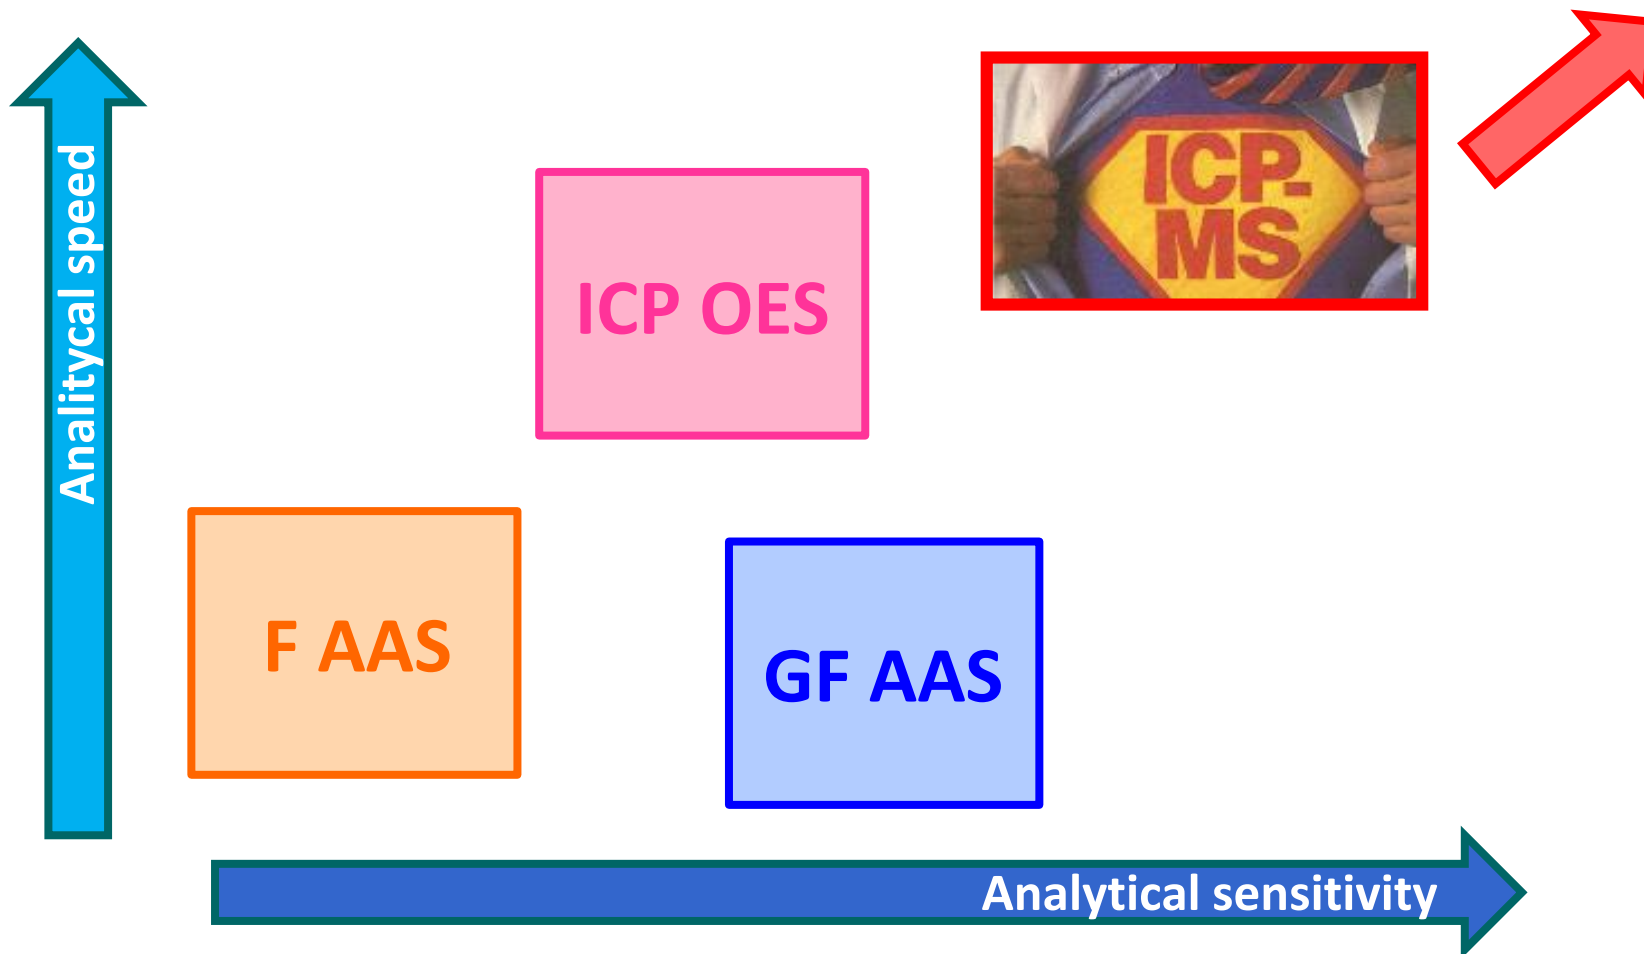 Analitycal speed
ICP OES
ICP-
MS
F AAS
GF AAS
Analytical sensitivity